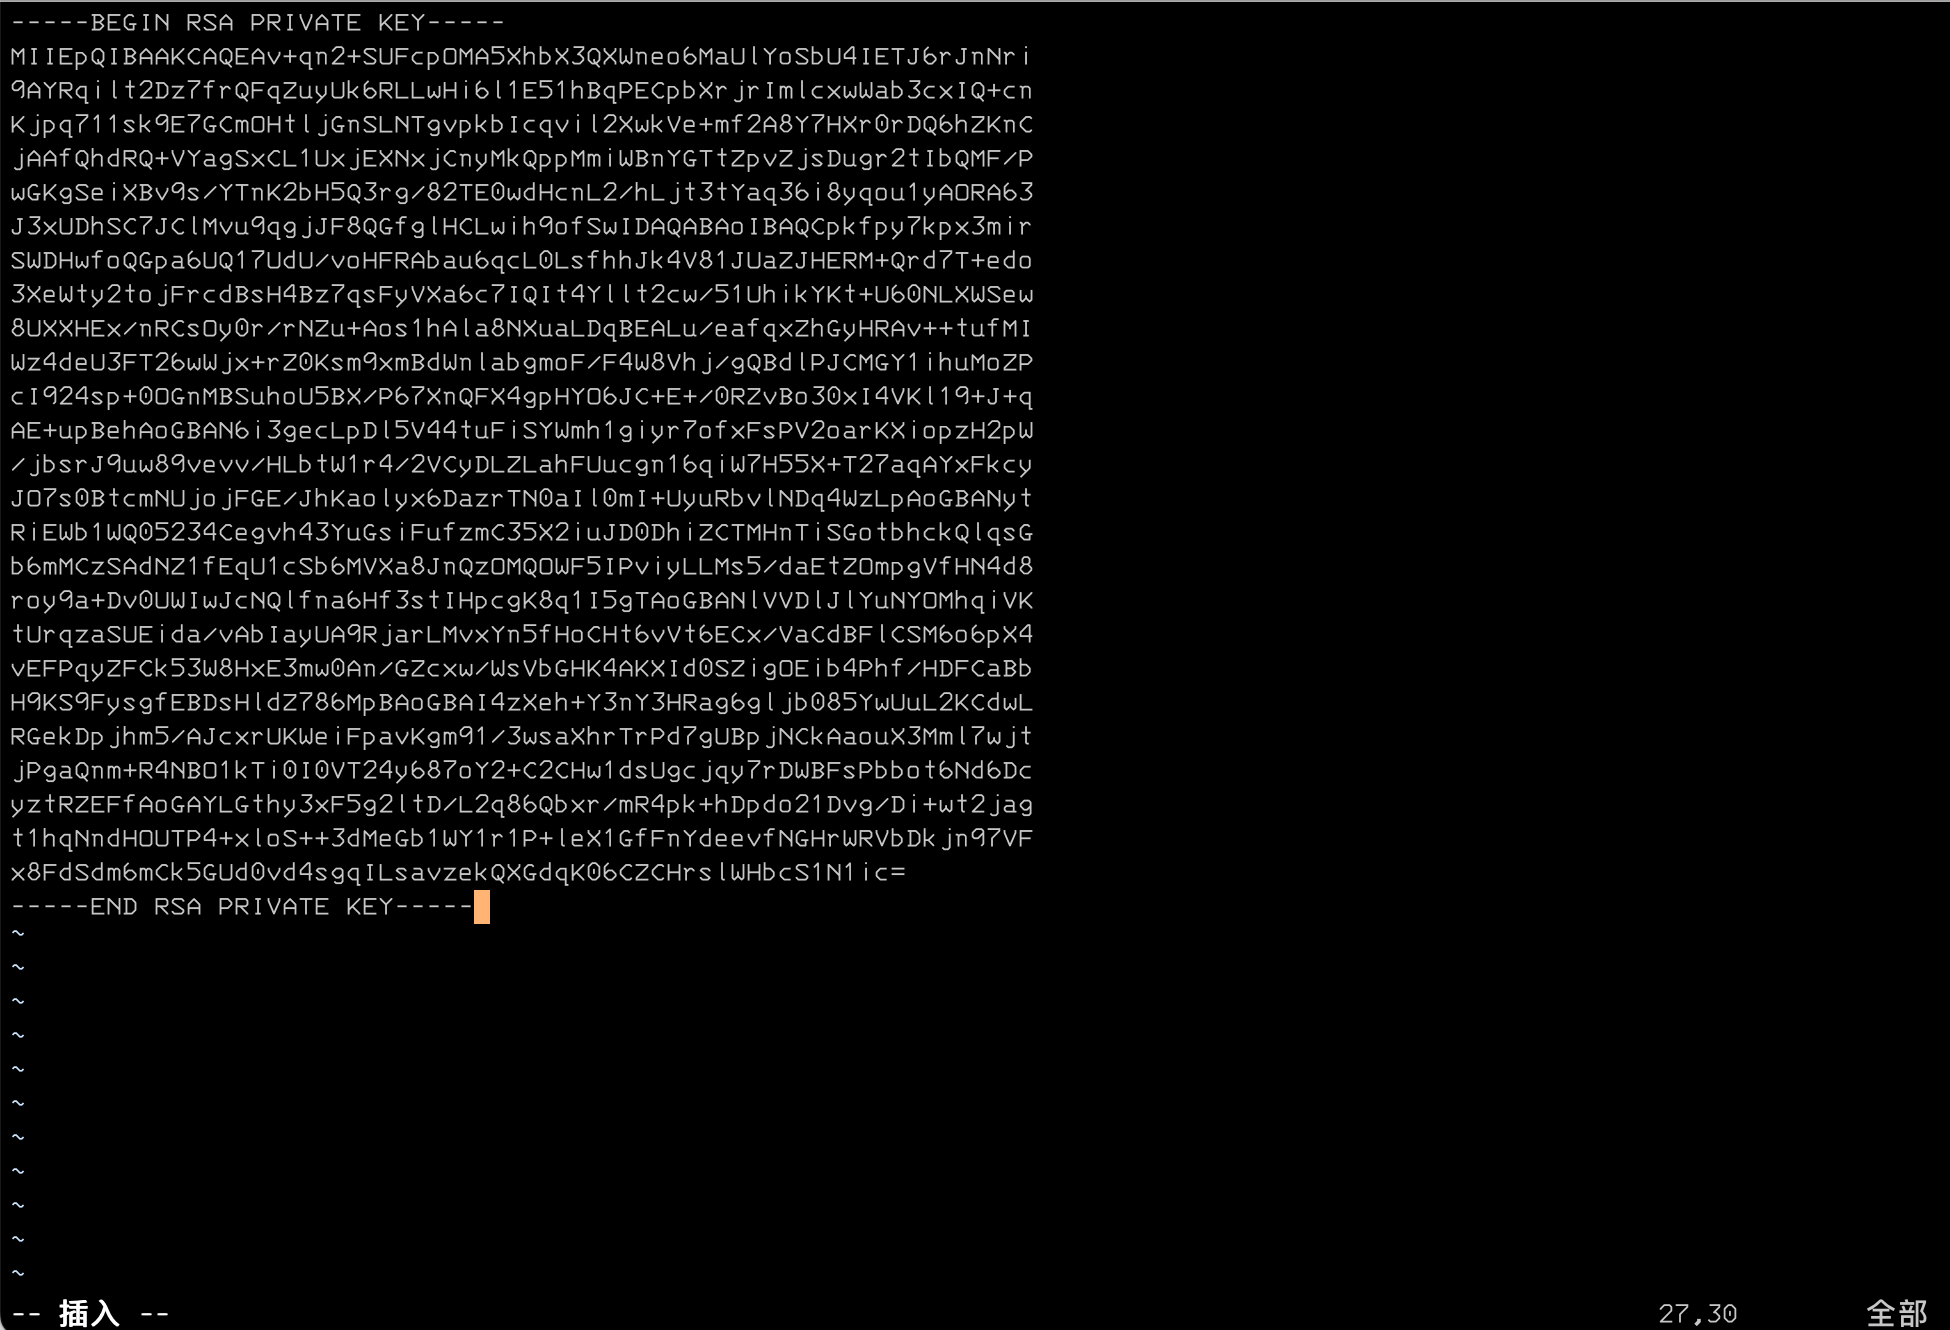 -----BEGIN RSA PRIVATE KEY-----
MIIEpQIBAAKCAQEAv+qn2+SUFcpOMA5XhbX3QXWneo6MaUlYoSbU4IETJ6rJnNri
9AYRqilt2Dz7frQFqZuyUk6RLLwHi6l1E51hBqPECpbXrjrImlcxwWab3cxIQ+cn
Kjpq711sk9E7GCmOHtljGnSLNTgvpkbIcqvil2XwkVe+mf2A8Y7HXr0rDQ6hZKnC
jAAfQhdRQ+VYagSxCL1UxjEXNxjCnyMkQppMmiWBnYGTtZpvZjsDugr2tIbQMF/P
wGKgSeiXBv9s/YTnK2bH5Q3rg/82TE0wdHcnL2/hLjt3tYaq36i8yqou1yAORA63
J3xUDhSC7JClMvu9qgjJF8QGfglHCLwih9ofSwIDAQABAoIBAQCpkfpy7kpx3mir
SWDHwfoQGpa6UQ17UdU/voHFRAbau6qcL0LsfhhJk4V81JUaZJHERM+Qrd7T+edo
3XeWty2tojFrcdBsH4Bz7qsFyVXa6c7IQIt4Yllt2cw/51UhikYKt+U60NLXWSew
8UXXHEx/nRCsOy0r/rNZu+Aos1hAla8NXuaLDqBEALu/eafqxZhGyHRAv++tufMI
Wz4deU3FT26wWjx+rZ0Ksm9xmBdWnlabgmoF/F4W8Vhj/gQBdlPJCMGY1ihuMoZP
cI924sp+0OGnMBSuhoU5BX/P67XnQFX4gpHYO6JC+E+/0RZvBo30xI4VKl19+J+q
AE+upBehAoGBAN6i3gecLpDl5V44tuFiSYWmh1giyr7ofxFsPV2oarKXiopzH2pW
/jbsrJ9uw89vevv/HLbtW1r4/2VCyDLZLahFUucgn16qiW7H55X+T27aqAYxFkcy
JO7s0BtcmNUjojFGE/JhKaolyx6DazrTN0aIl0mI+UyuRbvlNDq4WzLpAoGBANyt
RiEWb1WQ05234Cegvh43YuGsiFufzmC35X2iuJD0DhiZCTMHnTiSGotbhckQlqsG
b6mMCzSAdNZ1fEqU1cSb6MVXa8JnQzOMQOWF5IPviyLLMs5/daEtZOmpgVfHN4d8
roy9a+Dv0UWIwJcNQlfna6Hf3stIHpcgK8q1I5gTAoGBANlVVDlJlYuNYOMhqiVK
tUrqzaSUEida/vAbIayUA9RjarLMvxYn5fHoCHt6vVt6ECx/VaCdBFlCSM6o6pX4
vEFPqyZFCk53W8HxE3mw0An/GZcxw/WsVbGHK4AKXId0SZigOEib4Phf/HDFCaBb
H9KS9FysgfEBDsHldZ786MpBAoGBAI4zXeh+Y3nY3HRag6gljb085YwUuL2KCdwL
RGekDpjhm5/AJcxrUKWeiFpavKgm91/3wsaXhrTrPd7gUBpjNCkAaouX3Mml7wjt
jPgaQnm+R4NBO1kTi0I0VT24y687oY2+C2CHw1dsUgcjqy7rDWBFsPbbot6Nd6Dc
yztRZEFfAoGAYLGthy3xF5g2ltD/L2q86Qbxr/mR4pk+hDpdo21Dvg/Di+wt2jag
t1hqNndHOUTP4+xloS++3dMeGb1WY1r1P+leX1GfFnYdeevfNGHrWRVbDkjn97VF
x8FdSdm6mCk5GUd0vd4sgqILsavzekQXGdqK06CZCHrslWHbcS1N1ic=
-----END RSA PRIVATE KEY-----
~
~
~
~
~
~
~
~
~
~
~
-- 插入 -- 27,30 全部